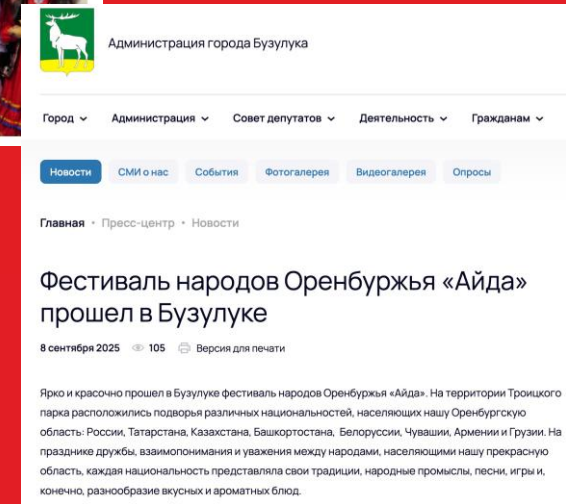 Администрация города Бузулука
Город Администрация Совет депутатов Деятельность Гражданам
Новости СМИ о нас События Фотогалерея Видеогалерея Опросы
Главная • Пресс-центр • Новости
Фестиваль народов Оренбуржья «Айда»
прошел в Бузулуке
8 сентября 2025 105 Версия для печати
Ярко и красочно прошел в Бузулуке фестиваль народов Оренбуржья «Айда». На территории Троицкого
парка расположились подворья различных национальностей, населяющих нашу Оренбургскую
область: России, Татарстана, Казахстана, Башкортостана, Белоруссии, Чувашии, Армении и Грузии. На
празднике дружбы, взаимопонимания и уважения между народами, населяющими нашу прекрасную
область, каждая национальность представляла свои традиции, народные промыслы, песни, игры и,
конечно, разнообразие вкусных и ароматных блюд.